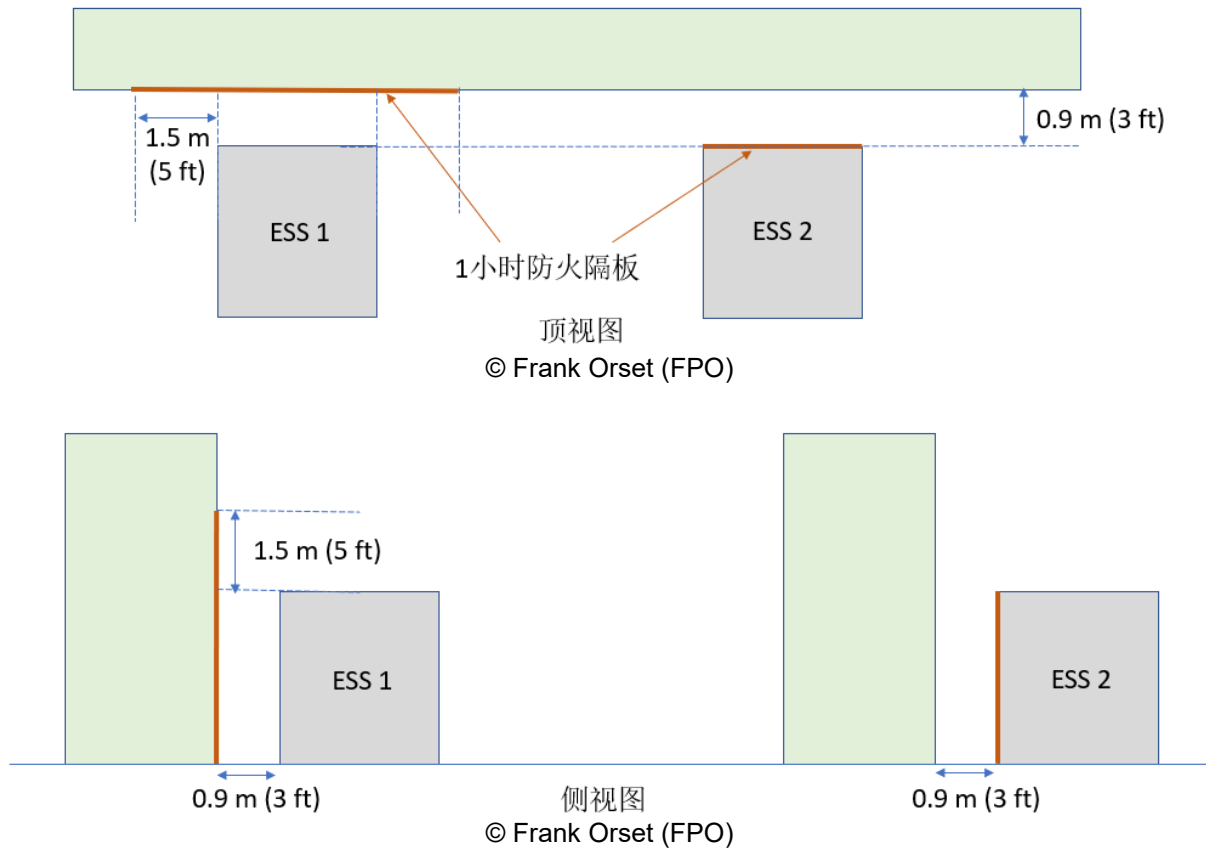 0.9 m (3 ft)
1.5 m
(5 ft)
ESS 1
ESS 2
1小时防火隔板
顶视图
© Frank Orset (FPO)
1.5 m (5 ft)
ESS 1
ESS 2
0.9 m (3 ft)
侧视图
0.9 m (3 ft)
© Frank Orset (FPO)